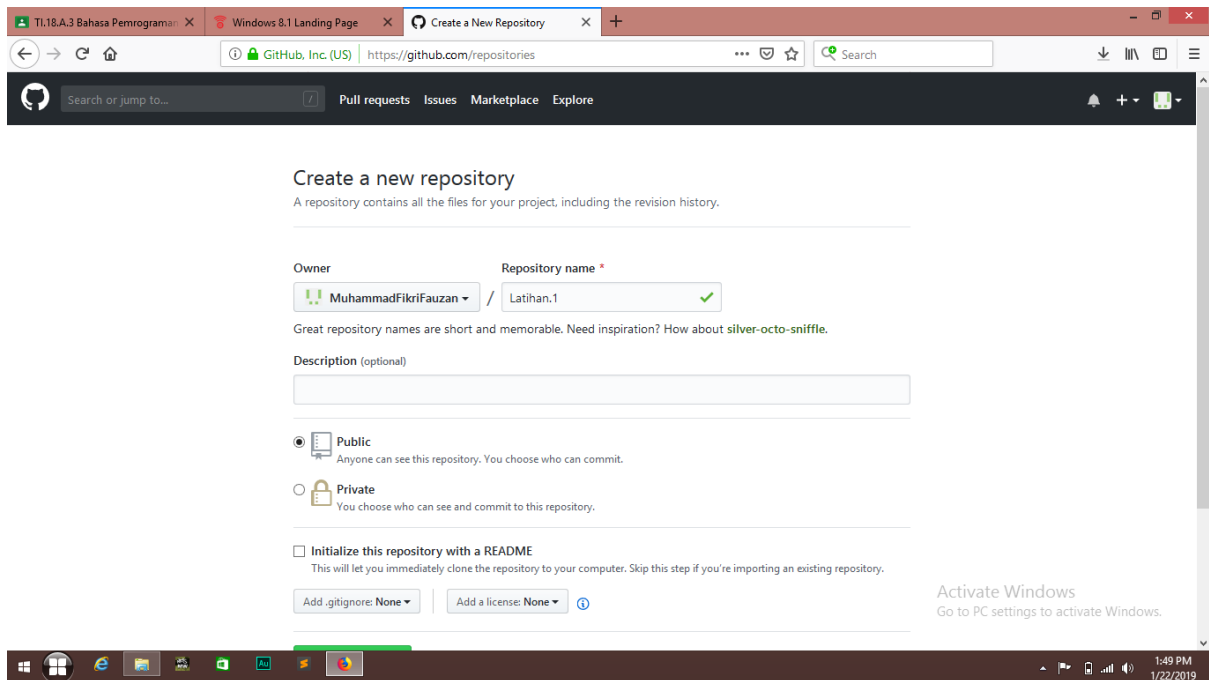 TI.18.A.3 Bahasa Pemrograman
Windows 8.1 Landing Page
Create a New Repository
GitHub, Inc. (US) https://github.com/repositories
Search
Search or jump to... /
Pull requests Issues Marketplace Explore
Create a new repository
A repository contains all the files for your project, including the revision history.
Owner Repository name *
MuhammadFikriFauzan / Latihan.1
Great repository names are short and memorable. Need inspiration? How about silver-octo-sniffle.
Description (optional)
Public
Anyone can see this repository. You choose who can commit.
Private
You choose who can see and commit to this repository.
Initialize this repository with a README
This will let you immediately clone the repository to your computer. Skip this step if you're importing an existing repository.
Add .gitignore: None Add a license: None
Activate Windows
Go to PC settings to activate Windows.
Au
1:49 PM
1/22/2019